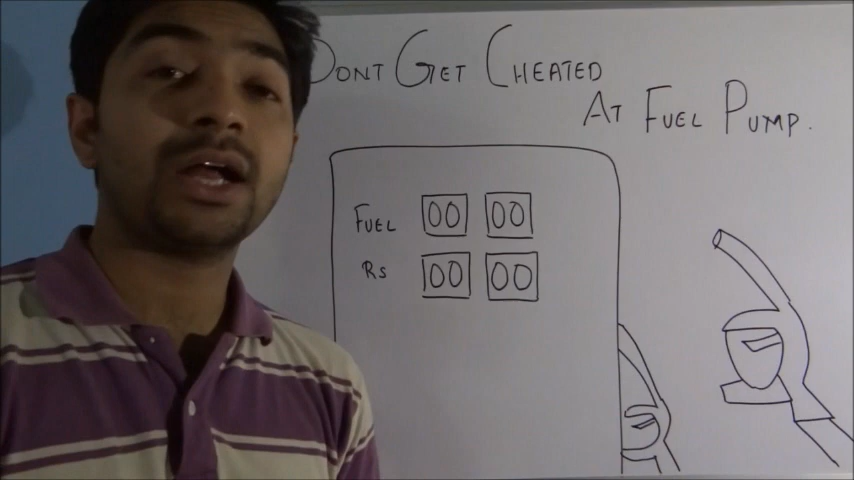 DONT GET CHEATED
AT FUEL PUMP.
FUEL 00 00
RS 00 00